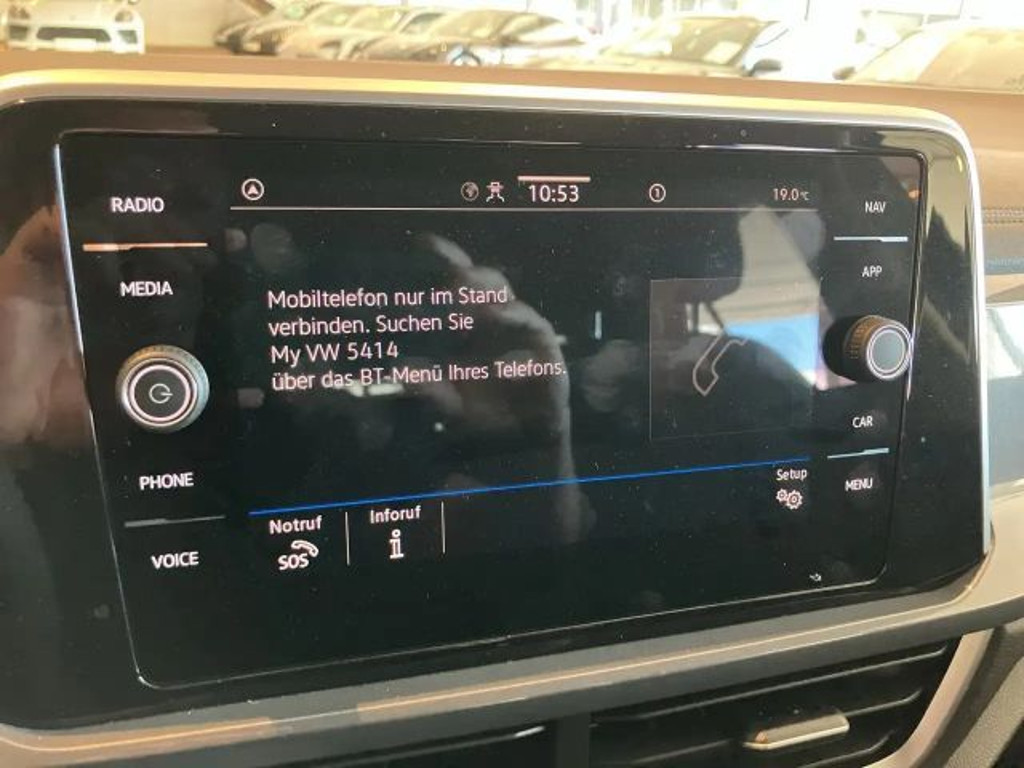 10:53
1
19.0°C
RADIO
MEDIA
PHONE
VOICE
NAV
APP
CAR
MENU
Mobiltelefon nur im Stand
verbinden. Suchen Sie
My VW 5414
über das BT-Menü Ihres Telefons.
Notruf
SOS
Inforuf
i
Setup